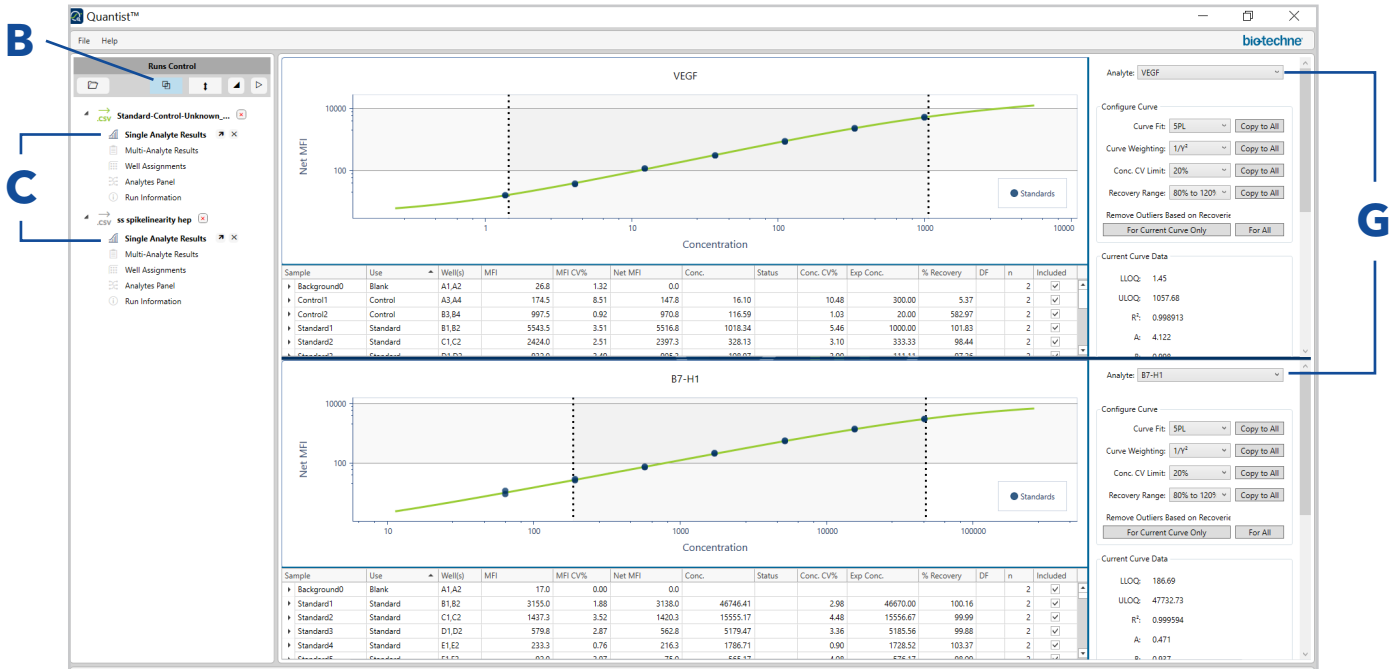 Quantist™
File Help
bio-techne
B
C
G
Runs Control
.CSV Standard-Control-Unknown_...
Single Analyte Results
Multi-Analyte Results
Well Assignments
Analytes Panel
Run Information
.CSV ss spikelinearity hep
Single Analyte Results
Multi-Analyte Results
Well Assignments
Analytes Panel
Run Information
VEGF
Net MFI
10000
100
Standards
1 10 100 1000 10000
Concentration
Sample Use Well(s) MFI MFI CV% Net MFI Conc. Status Conc. CV% Exp Conc. % Recovery DF n Included
Background0 Blank A1,A2 26.8 1.32 0.0 2
Control1 Control A3,A4 174.5 8.51 147.8 16.10 10.48 300.00 5.37 2
Control2 Control B3,B4 997.5 0.92 970.8 116.59 1.03 20.00 582.97 2
Standard1 Standard B1,B2 5543.5 3.51 5516.8 1018.34 5.46 1000.00 101.83 2
Standard2 Standard C1,C2 2424.0 2.51 2397.3 328.13 3.10 333.33 98.44 2
Analyte: VEGF
Configure Curve
Curve Fit: 5PL Copy to All
Curve Weighting: 1/Y² Copy to All
Conc. CV Limit: 20% Copy to All
Recovery Range: 80% to 120% Copy to All
Remove Outliers Based on Recoverie
For Current Curve Only For All
Current Curve Data
LLOQ: 1.45
ULOQ: 1057.68
R²: 0.998913
A: 4.122
B7-H1
Net MFI
10000
100
Standards
10 100 1000 10000 100000
Concentration
Sample Use Well(s) MFI MFI CV% Net MFI Conc. Status Conc. CV% Exp Conc. % Recovery DF n Included
Background0 Blank A1,A2 17.0 0.00 0.0 2
Standard1 Standard B1,B2 3155.0 1.88 3138.0 46746.41 2.98 46670.00 100.16 2
Standard2 Standard C1,C2 1437.3 3.52 1420.3 15555.17 4.48 15556.67 99.99 2
Standard3 Standard D1,D2 579.8 2.87 562.8 5179.47 3.36 5185.56 99.88 2
Standard4 Standard E1,E2 233.3 0.76 216.3 1786.71 0.90 1728.52 103.37 2
Analyte: B7-H1
Configure Curve
Curve Fit: 5PL Copy to All
Curve Weighting: 1/Y² Copy to All
Conc. CV Limit: 20% Copy to All
Recovery Range: 80% to 120% Copy to All
Remove Outliers Based on Recoverie
For Current Curve Only For All
Current Curve Data
LLOQ: 186.69
ULOQ: 47732.73
R²: 0.999594
A: 0.471